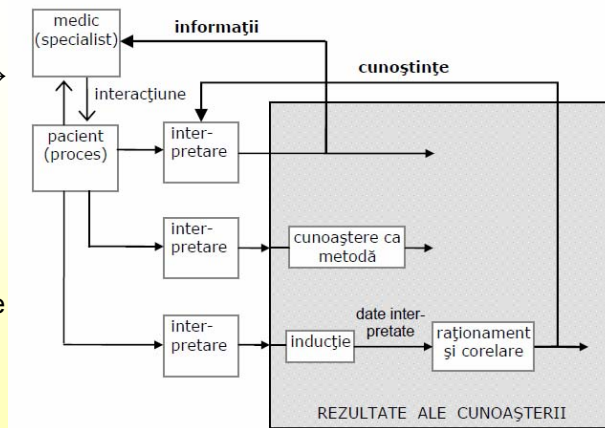 medic
(specialist)
informaţii
→
cunoştinţe
interacţiune
pacient
(proces)
inter-
pretare
inter-
pretare
cunoaştere ca
metodă
e
inter-
pretare
inducţie
date inter-
pretate
raţionament
şi corelare
REZULTATE ALE CUNOAŞTERII